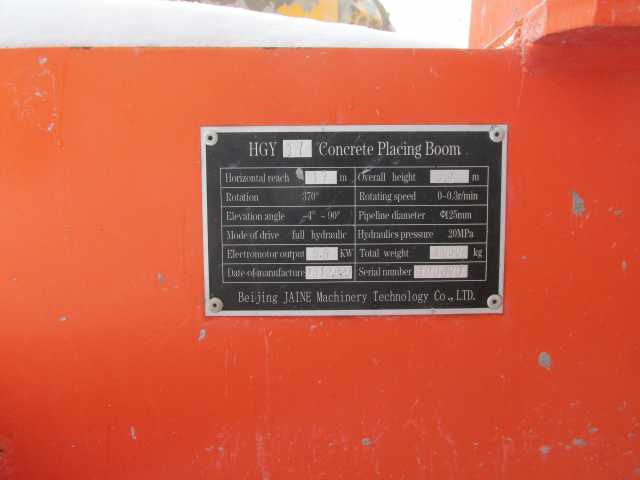 HGY 17 Concrete Placing Boom
Horizontal reach 17 m Overall height m
Rotation 370° Rotating speed 0~0.3r/min
Elevation angle -4° ~90° Pipeline diameter Φ125mm
Mode of drive full hydraulic Hydraulics pressure 20MPa
Electromotor output KW Total weight kg
Date of manufacture Serial number
Beijing JAINE Machinery Technology Co.,LTD.